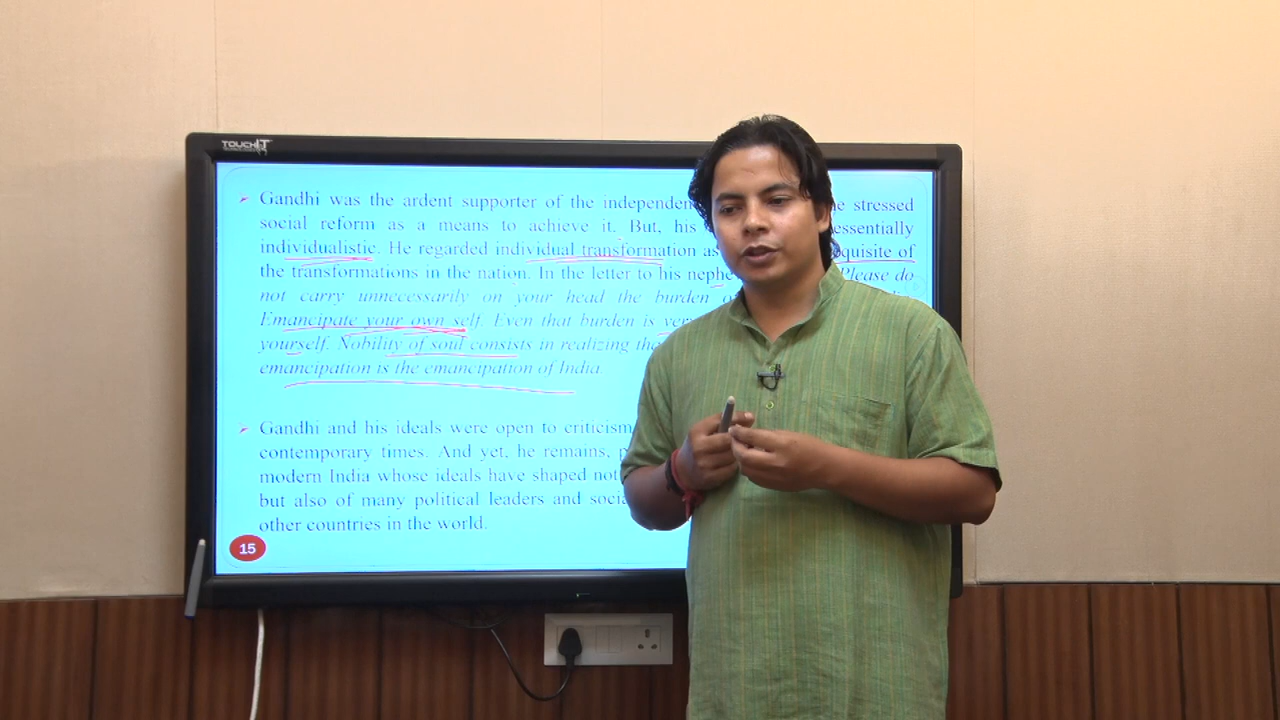 TOUCHIT
Gandhi was the ardent supporter of the independen e stressed
social reform as a means to achieve it. But, his essentially
individualistic. He regarded individual transformation as quisite of
the transformations in the nation. In the letter to his nephe Please do
not carry unnecessarily on your head the burden
Emancipate your own self. Even that burden is ver
yourself. Nobility of soul consists in realizing tha
emancipation is the emancipation of India.
Gandhi and his ideals were open to criticism
contemporary times. And yet, he remains, p
modern India whose ideals have shaped not
but also of many political leaders and socia
other countries in the world.
15